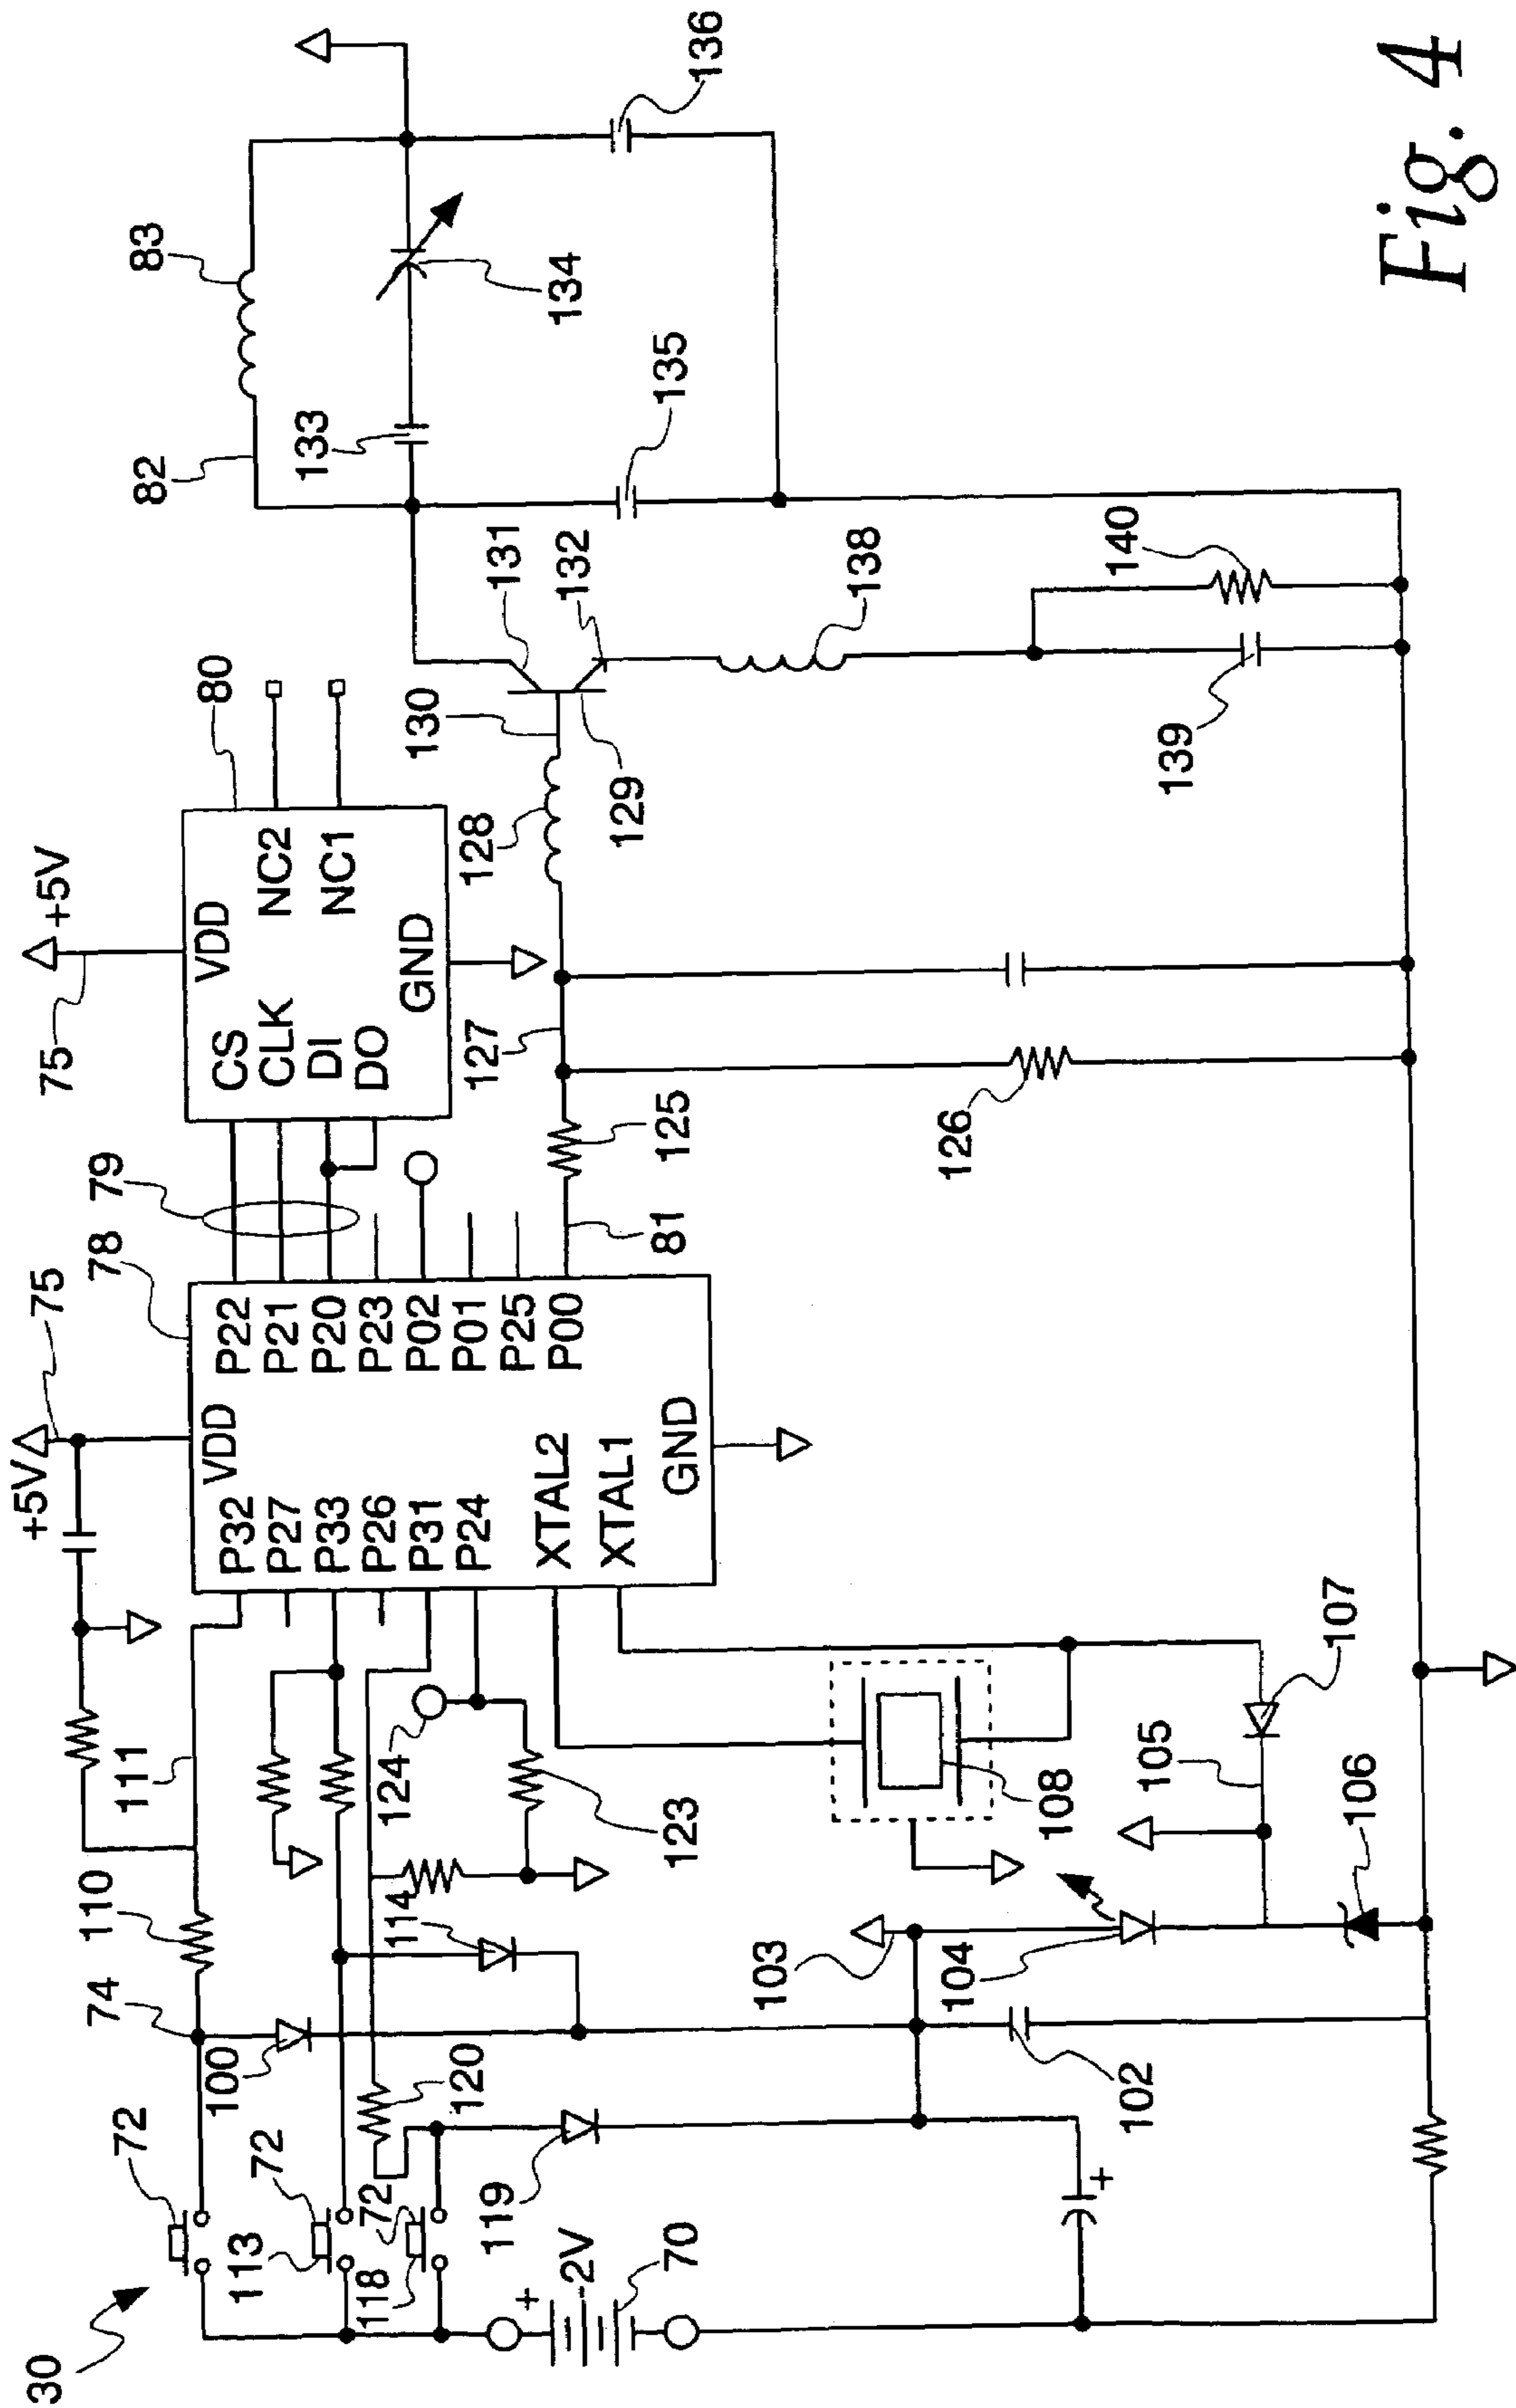 30
72
113
72
118
72
74
100
110
111
+5V
75
78
79
75
+5V
80
VDD
P32
P27
P33
P26
P31
P24
XTAL2
XTAL1
GND
P22
P21
P20
P23
P02
P01
P25
P00
VDD
CS
CLK
DI
DO
GND
NC2
NC1
82
83
133
134
135
136
114
124
123
120
119
+
-2V
70
+
102
103
104
105
106
107
108
81
125
126
127
128
129
130
131
132
138
139
140
Fig. 4